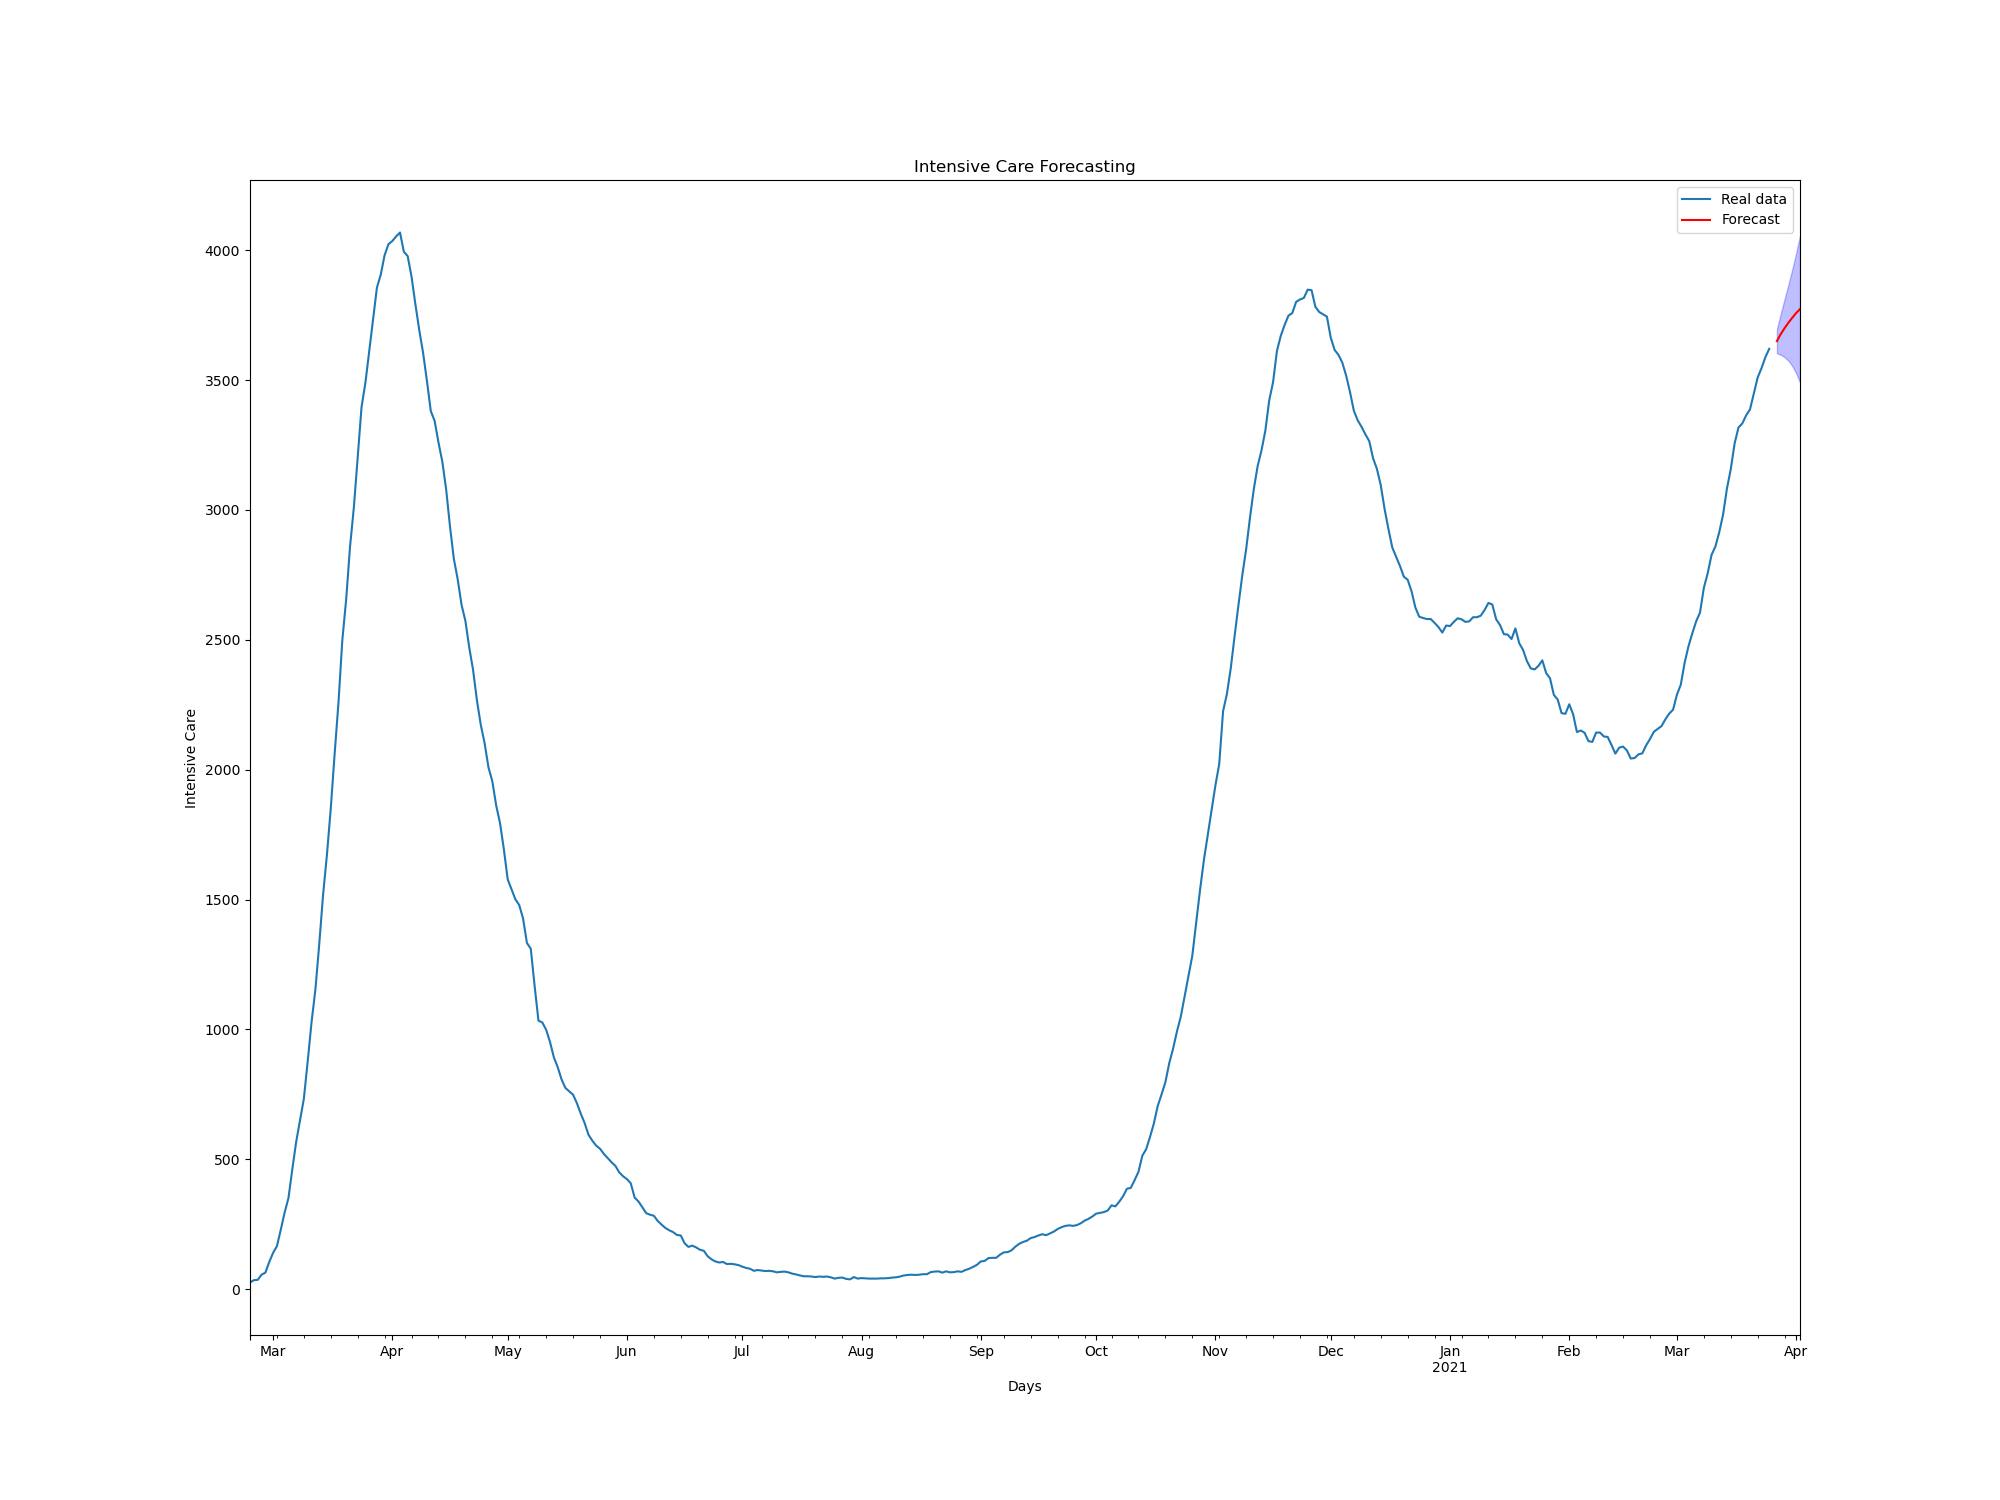 Intensive Care Forecasting
Real data
Forecast
4000
3500
3000
2500
2000
1500
1000
500
0
Intensive Care
Mar Apr May Jun Jul Aug Sep Oct Nov Dec Jan Feb Mar Apr
2021
Days